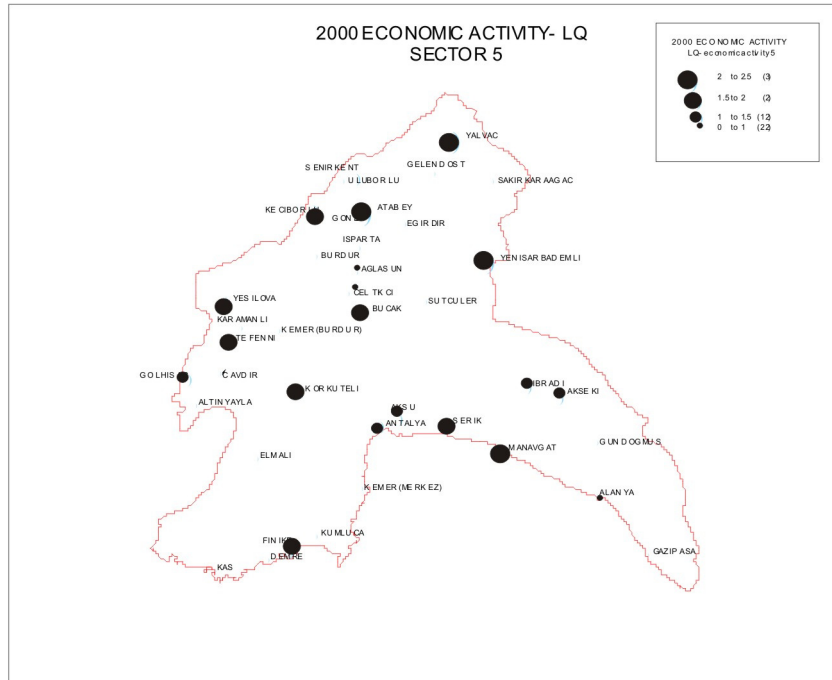 2000 ECONOMIC ACTIVITY- LQ
SECTOR 5
2000 ECONOMIC ACTIVITY
LQ- economicactivity5
2 to 2.5 (3)
1.5 to 2 (2)
1 to 1.5 (12)
0 to 1 (22)
YALVAC
GELENDOST
SENIRKENT
ULUBORLU
SAKIRKARAAGAC
KECIBORLU
ATABEY
EGIRDIR
ISPARTA
BURDUR
YENISARBADEMLI
AGLASUN
CELTKCI
YESILOVA
BUCAK
SUTCULER
KARAMANLI
KEMER(BURDUR)
TEFENNI
GOLHIS
CAVDIR
KORKUTELI
IBRADI
AKSEKI
ALTINYAYLA
AKSU
ANTALYA
SERIK
GUNDOGMUS
MANAVGAT
ELMALI
KEMER(MERKEZ)
ALANYA
KUMLUCA
FINIKE
DEMRE
GAZIPASA
KAS